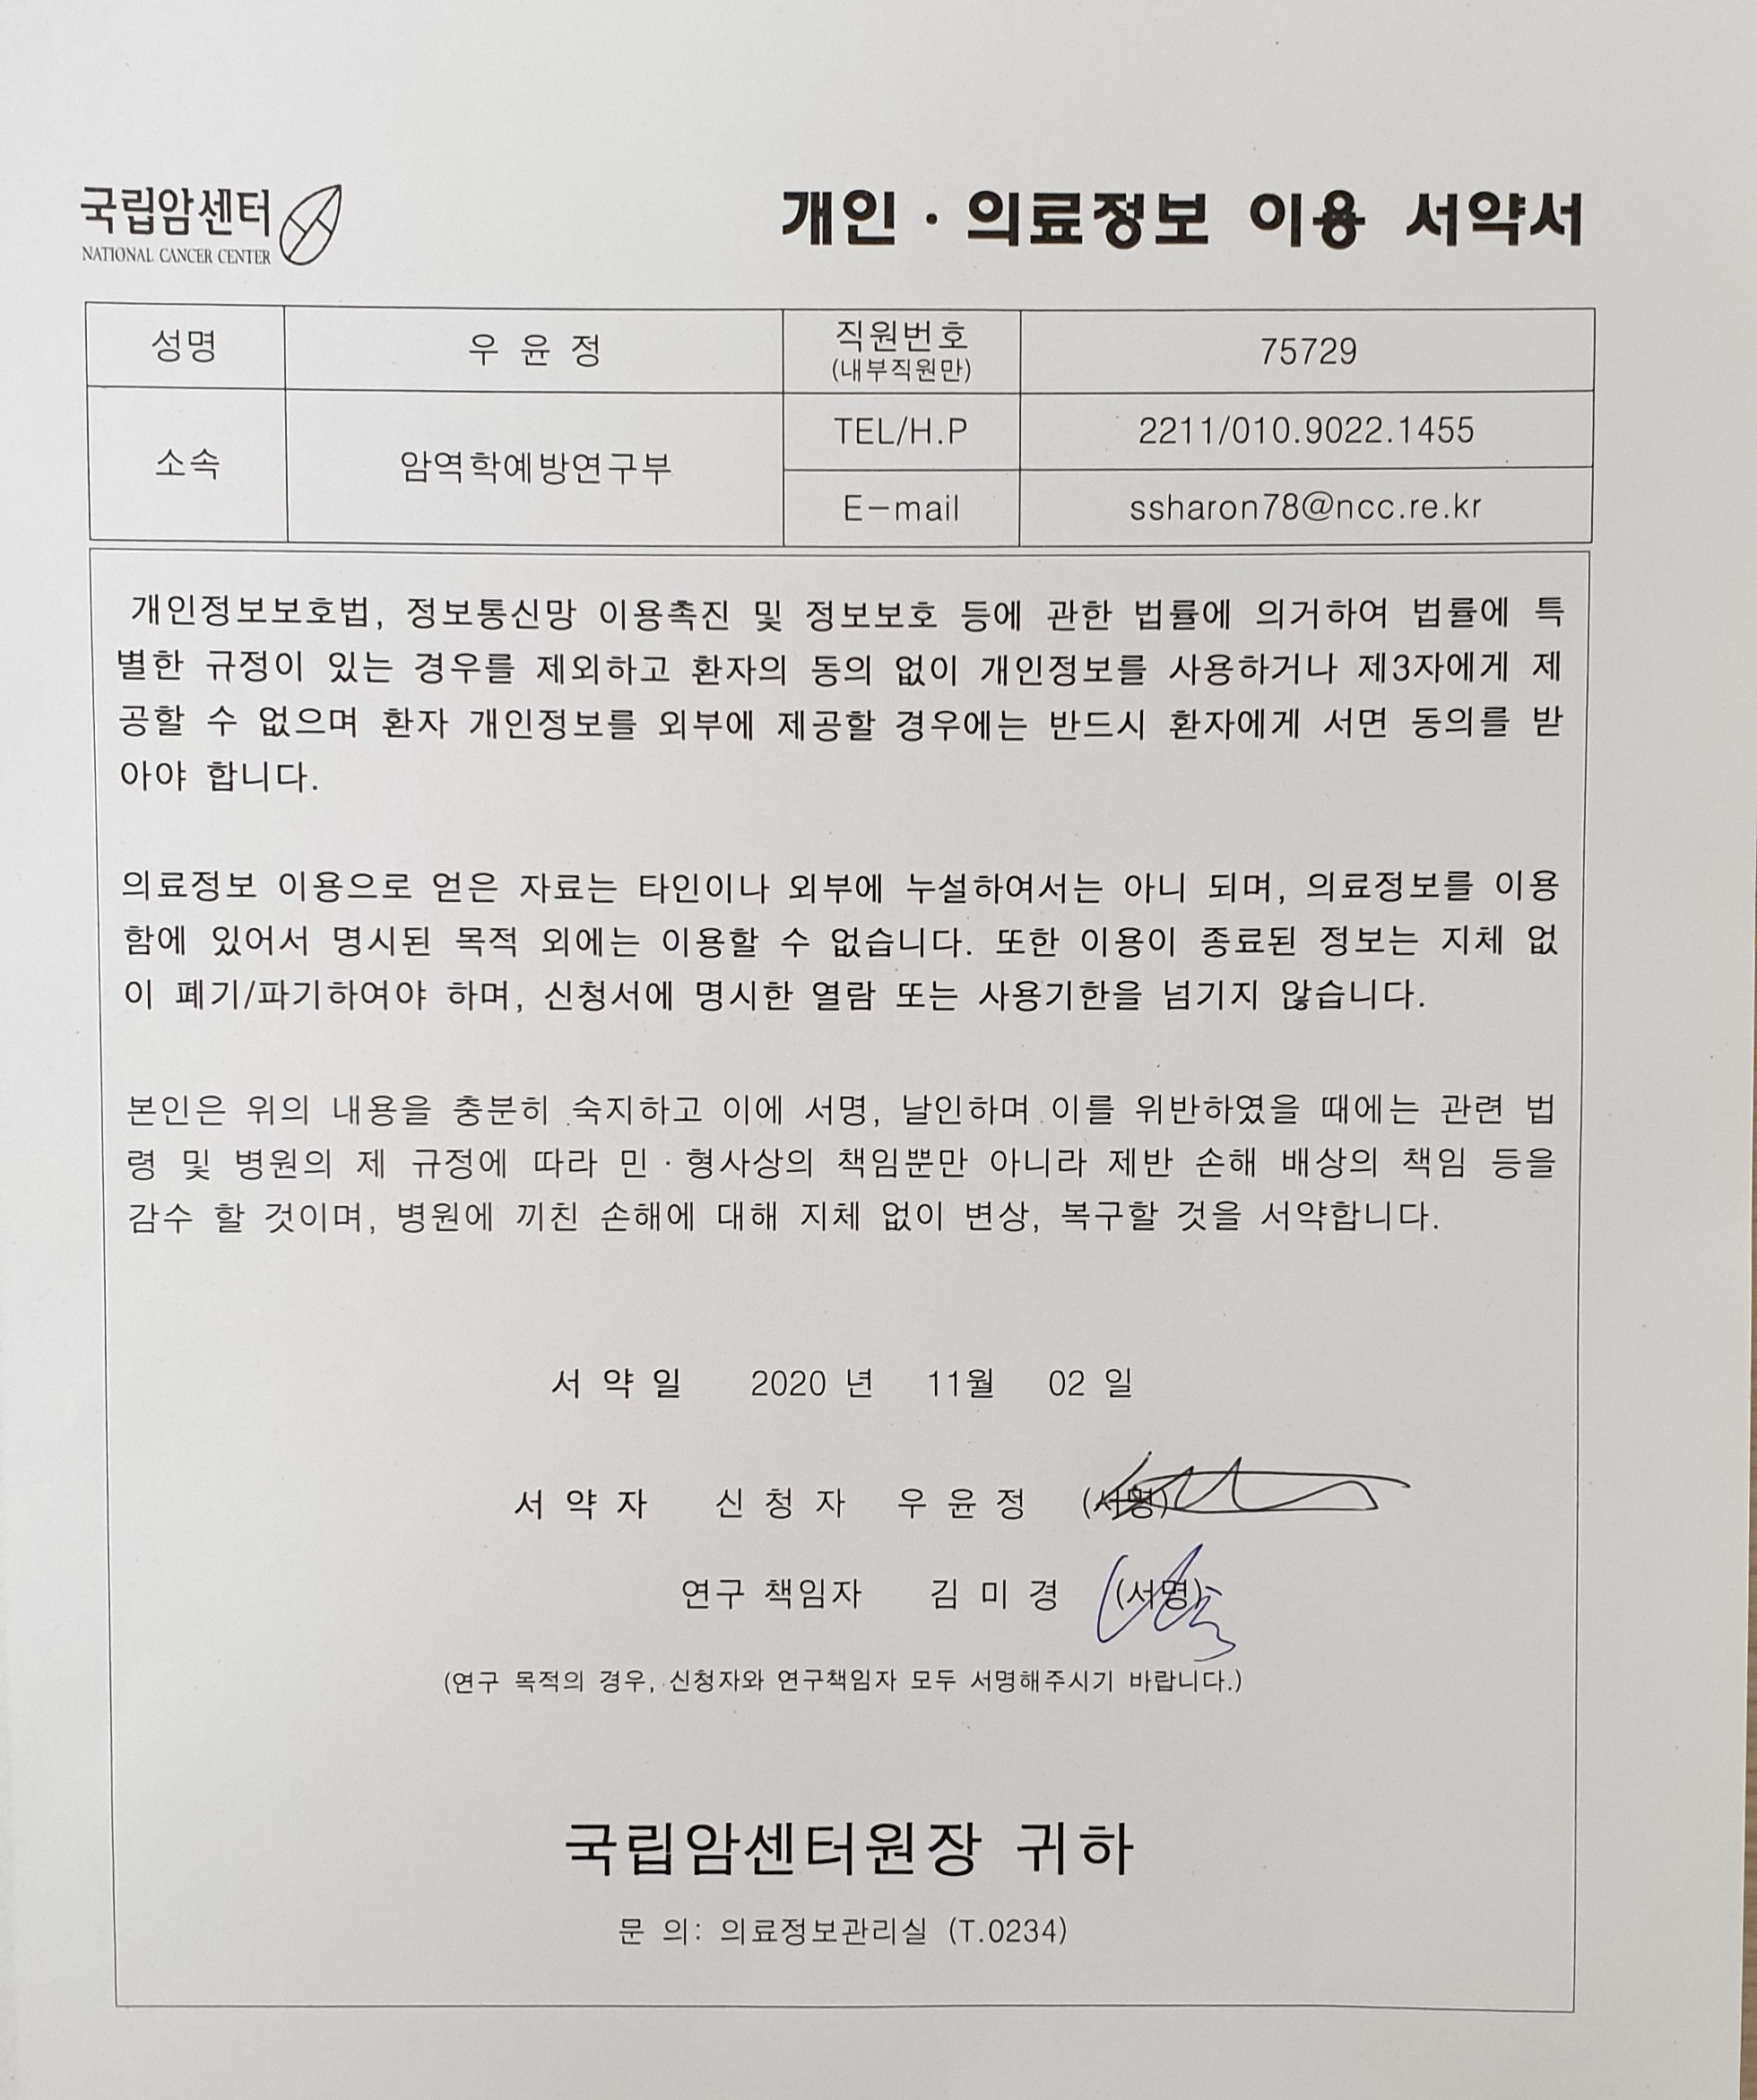 국립암센터
NATIONAL CANCER CENTER
개인 · 의료정보 이용 서약서
성명 우 윤 정 직원번호 (내부직원만) 75729
소속 암역학예방연구부 TEL/H.P 2211/010.9022.1455
E-mail ssharon78@ncc.re.kr
개인정보보호법, 정보통신망 이용촉진 및 정보보호 등에 관한 법률에 의거하여 법률에 특
별한 규정이 있는 경우를 제외하고 환자의 동의 없이 개인정보를 사용하거나 제3자에게 제
공할 수 없으며 환자 개인정보를 외부에 제공할 경우에는 반드시 환자에게 서면 동의를 받
아야 합니다.
의료정보 이용으로 얻은 자료는 타인이나 외부에 누설하여서는 아니 되며, 의료정보를 이용
함에 있어서 명시된 목적 외에는 이용할 수 없습니다. 또한 이용이 종료된 정보는 지체 없
이 폐기/파기하여야 하며, 신청서에 명시한 열람 또는 사용기한을 넘기지 않습니다.
본인은 위의 내용을 충분히 숙지하고 이에 서명, 날인하며 이를 위반하였을 때에는 관련 법
령 및 병원의 제 규정에 따라 민 · 형사상의 책임뿐만 아니라 제반 손해 배상의 책임 등을
감수 할 것이며, 병원에 끼친 손해에 대해 지체 없이 변상, 복구할 것을 서약합니다.
서 약 일 2020 년 11월 02 일
서 약 자 신 청 자 우 윤 정 (서명)
연구 책임자 김 미 경 (서명)
(연구 목적의 경우, 신청자와 연구책임자 모두 서명해주시기 바랍니다.)
국립암센터원장 귀하
문 의: 의료정보관리실 (T.0234)